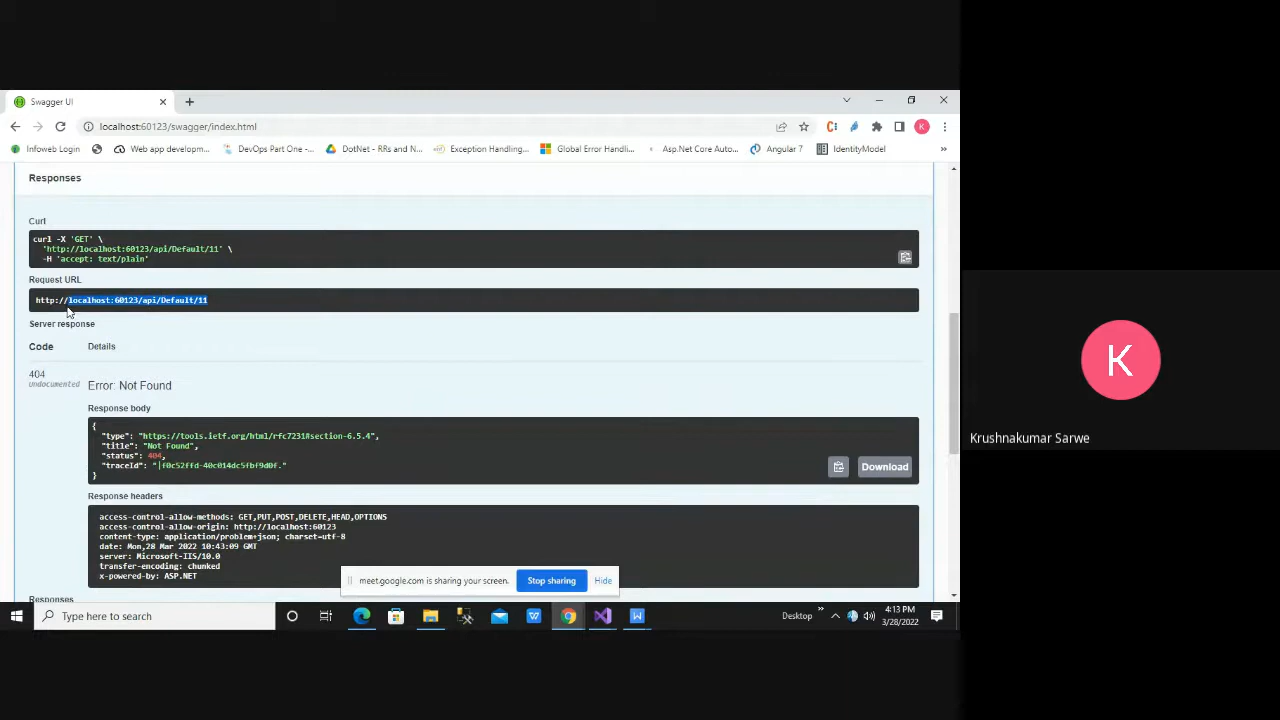 Swagger UI
localhost:60123/swagger/index.html
K
Infoweb Login
Web app developm...
DevOps Part One -...
DotNet - RRs and N...
Exception Handling...
Global Error Handli...
Asp.Net Core Auto...
Angular 7
IdentityModel
»
Responses
Curl
curl -X 'GET' \
'http://localhost:60123/api/Default/11' \
-H 'accept: text/plain'
Request URL
http://localhost:60123/api/Default/11
Server response
Code Details
404
Undocumented
Error: Not Found
Response body
{
"type": "https://tools.ietf.org/html/rfc7231#section-6.5.4",
"title": "Not Found",
"status": 404,
"traceId": "|f0c52ffd-40c014dc5fbf9d0f."
}
Download
Response headers
access-control-allow-methods: GET,PUT,POST,DELETE,HEAD,OPTIONS
access-control-allow-origin: http://localhost:60123
content-type: application/problem+json; charset=utf-8
date: Mon,28 Mar 2022 10:43:09 GMT
server: Microsoft-IIS/10.0
transfer-encoding: chunked
x-powered-by: ASP.NET
Responses
meet.google.com is sharing your screen.
Stop sharing
Hide
Type here to search
Desktop
»
4:13 PM
3/28/2022
K
Krushnakumar Sarwe